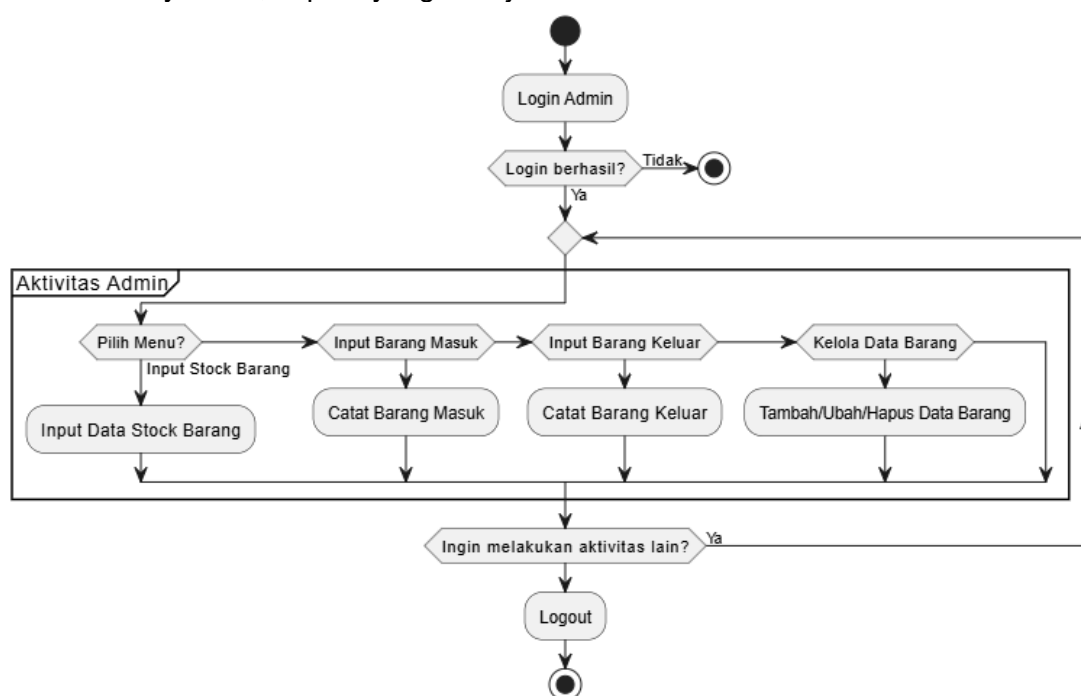 Login Admin
Login berhasil?
Tidak
Ya
Aktivitas Admin
Pilih Menu?
Input Barang Masuk
Input Barang Keluar
Kelola Data Barang
Input Stock Barang
Input Data Stock Barang
Catat Barang Masuk
Catat Barang Keluar
Tambah/Ubah/Hapus Data Barang
Ingin melakukan aktivitas lain?
Ya
Logout